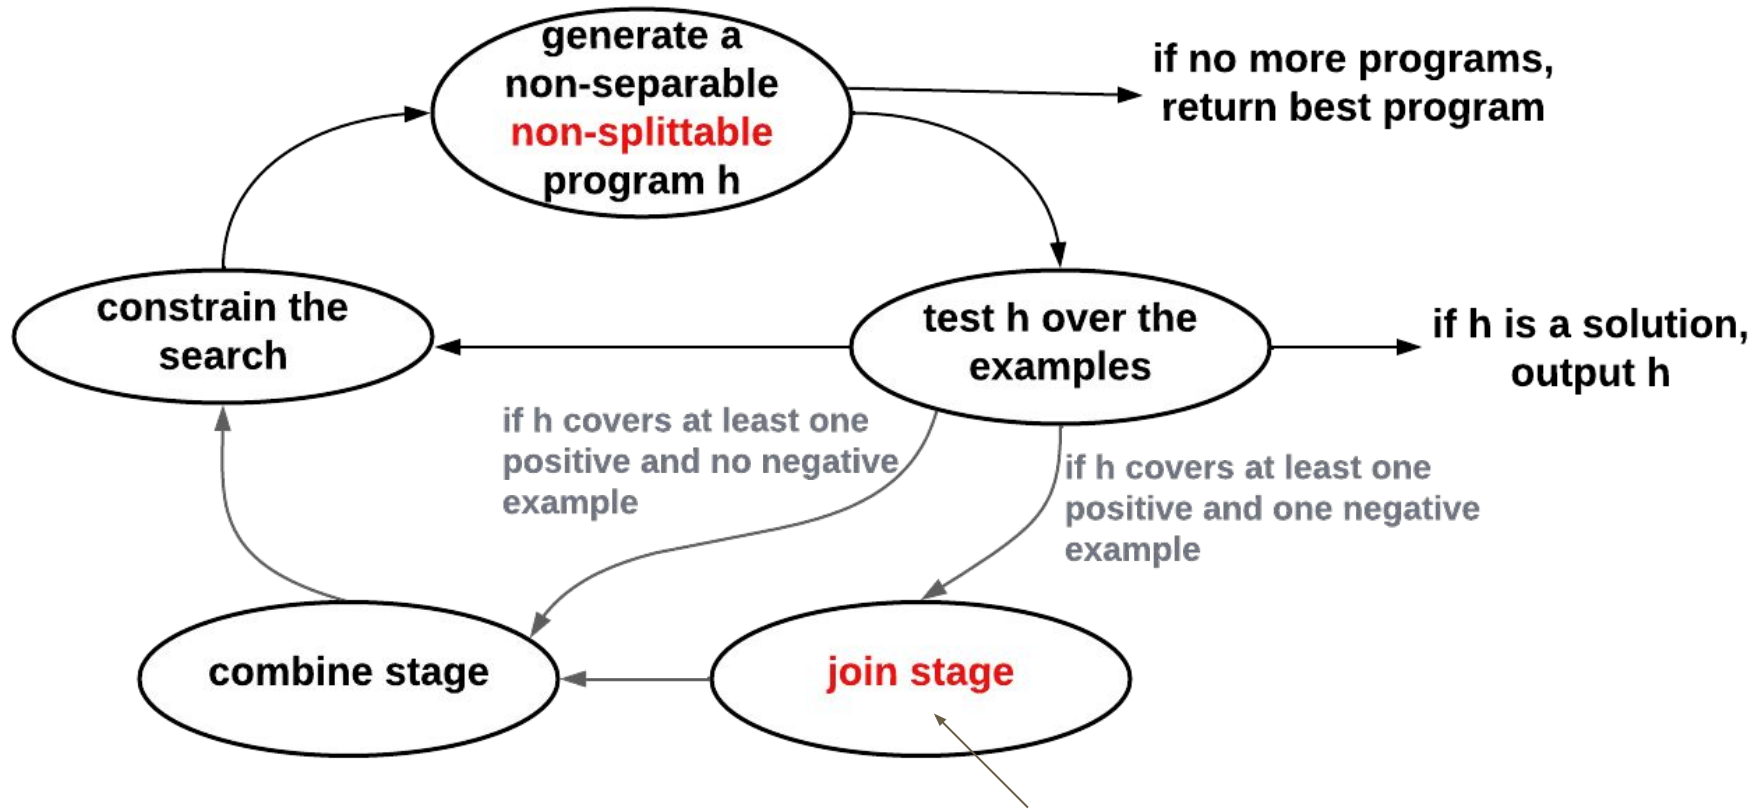 generate a
non-separable
non-splittable
program h
if no more programs,
return best program
constrain the
search
test h over the
examples
if h is a solution,
output h
if h covers at least one
positive and no negative
example
if h covers at least one
positive and one negative
example
combine stage
join stage